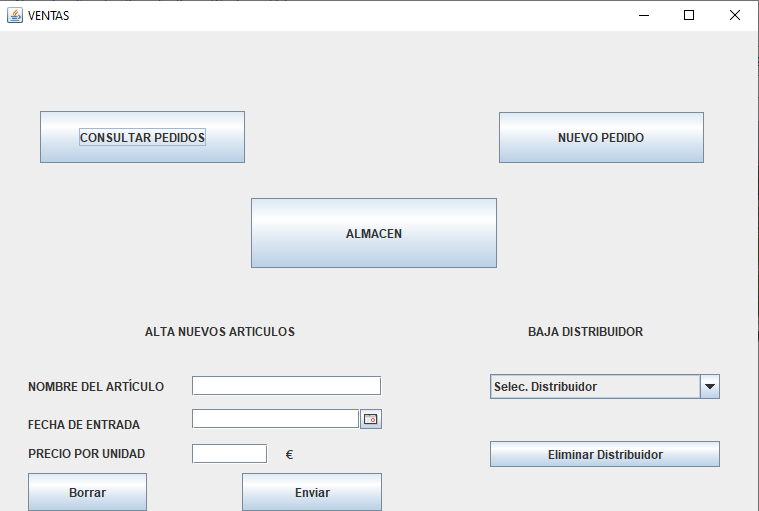 VENTAS
CONSULTAR PEDIDOS
NUEVO PEDIDO
ALMACEN
ALTA NUEVOS ARTICULOS
BAJA DISTRIBUIDOR
NOMBRE DEL ARTÍCULO
Selec. Distribuidor
FECHA DE ENTRADA
PRECIO POR UNIDAD €
Eliminar Distribuidor
Borrar
Enviar